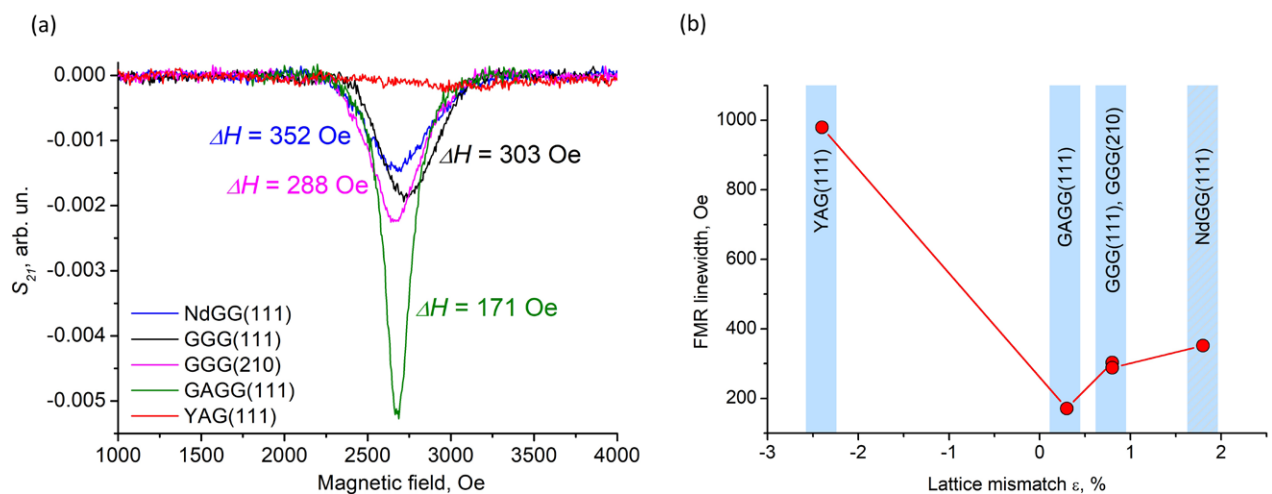 (a)
0.000
-0.001
-0.002
-0.003
-0.004
-0.005
S21, arb. un.
ΔH = 352 Oe
ΔH = 303 Oe
ΔH = 288 Oe
ΔH = 171 Oe
NdGG(111)
GGG(111)
GGG(210)
GAGG(111)
YAG(111)
1000 1500 2000 2500 3000 3500 4000
Magnetic field, Oe
(b)
1000
800
600
400
200
FMR linewidth, Oe
YAG(111)
GAGG(111)
GGG(111), GGG(210)
NdGG(111)
-3 -2 -1 0 1 2
Lattice mismatch ε, %